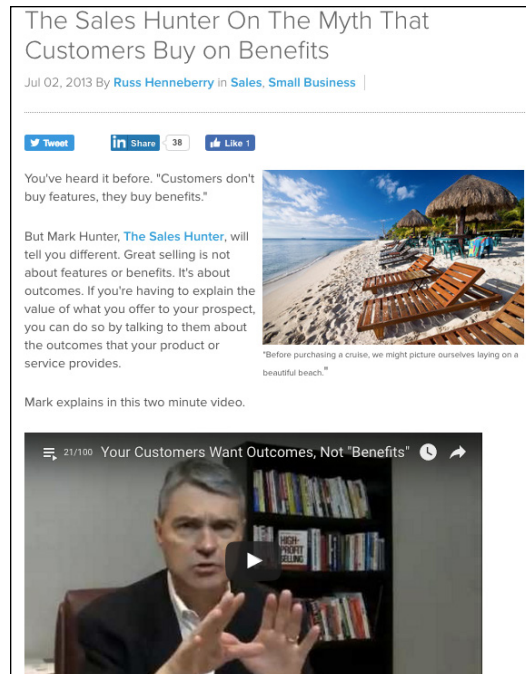 The Sales Hunter On The Myth That
Customers Buy on Benefits
Jul 02, 2013 By Russ Henneberry in Sales, Small Business
Tweet
in Share 38
Like 1
You've heard it before. "Customers don't
buy features, they buy benefits."
But Mark Hunter, The Sales Hunter, will
tell you different. Great selling is not
about features or benefits. It's about
outcomes. If you're having to explain the
value of what you offer to your prospect,
you can do so by talking to them about
the outcomes that your product or
service provides.
"Before purchasing a cruise, we might picture ourselves laying on a
beautiful beach."
Mark explains in this two minute video.
21/100 Your Customers Want Outcomes, Not "Benefits"
HIGH-
PROFIT
SELLING